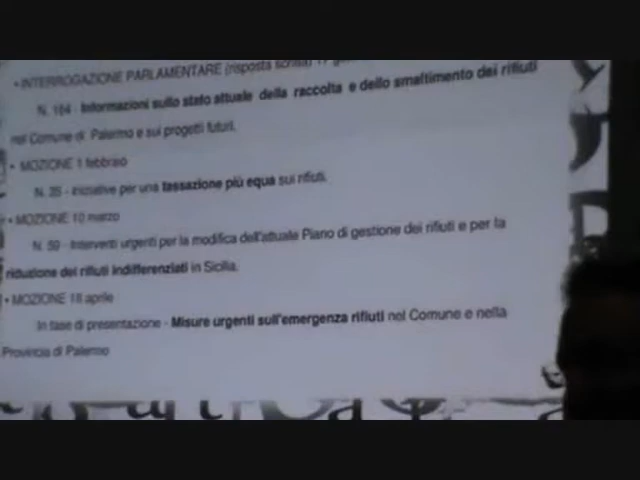 • INTERROGAZIONE PARLAMENTARE (risposta scritta) 17
N. 164 - Informazioni sullo stato attuale della raccolta e dello smaltimento dei rifiuti
nel Comune di Palermo e sui progetti futuri.
• MOZIONE 1 febbraio
N. 35 - Iniziative per una tassazione più equa sui rifiuti.
• MOZIONE 10 marzo
N. 59 - Interventi urgenti per la modifica dell'attuale Piano di gestione dei rifiuti e per la
riduzione dei rifiuti indifferenziati in Sicilia.
• MOZIONE 18 aprile
In fase di presentazione - Misure urgenti sull'emergenza rifiuti nel Comune e nella
Provincia di Palermo